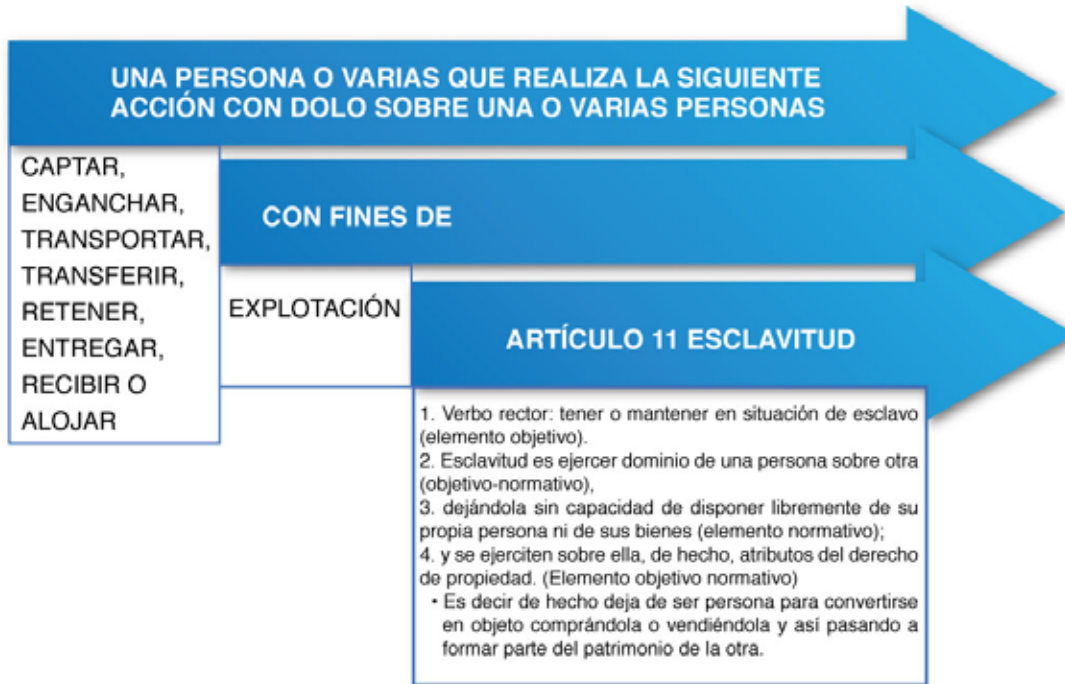 UNA PERSONA O VARIAS QUE REALIZA LA SIGUIENTE
ACCIÓN CON DOLO SOBRE UNA O VARIAS PERSONAS
CAPTAR,
ENGANCHAR,
TRANSPORTAR,
TRANSFERIR,
RETENER,
ENTREGAR,
RECIBIR O
ALOJAR
CON FINES DE
EXPLOTACIÓN
ARTÍCULO 11 ESCLAVITUD
1. Verbo rector: tener o mantener en situación de esclavo
(elemento objetivo).
2. Esclavitud es ejercer dominio de una persona sobre otra
(objetivo-normativo),
3. dejándola sin capacidad de disponer libremente de su
propia persona ni de sus bienes (elemento normativo);
4. y se ejerciten sobre ella, de hecho, atributos del derecho
de propiedad. (Elemento objetivo normativo)
• Es decir de hecho deja de ser persona para convertirse
en objeto comprándola o vendiéndola y así pasando a
formar parte del patrimonio de la otra.